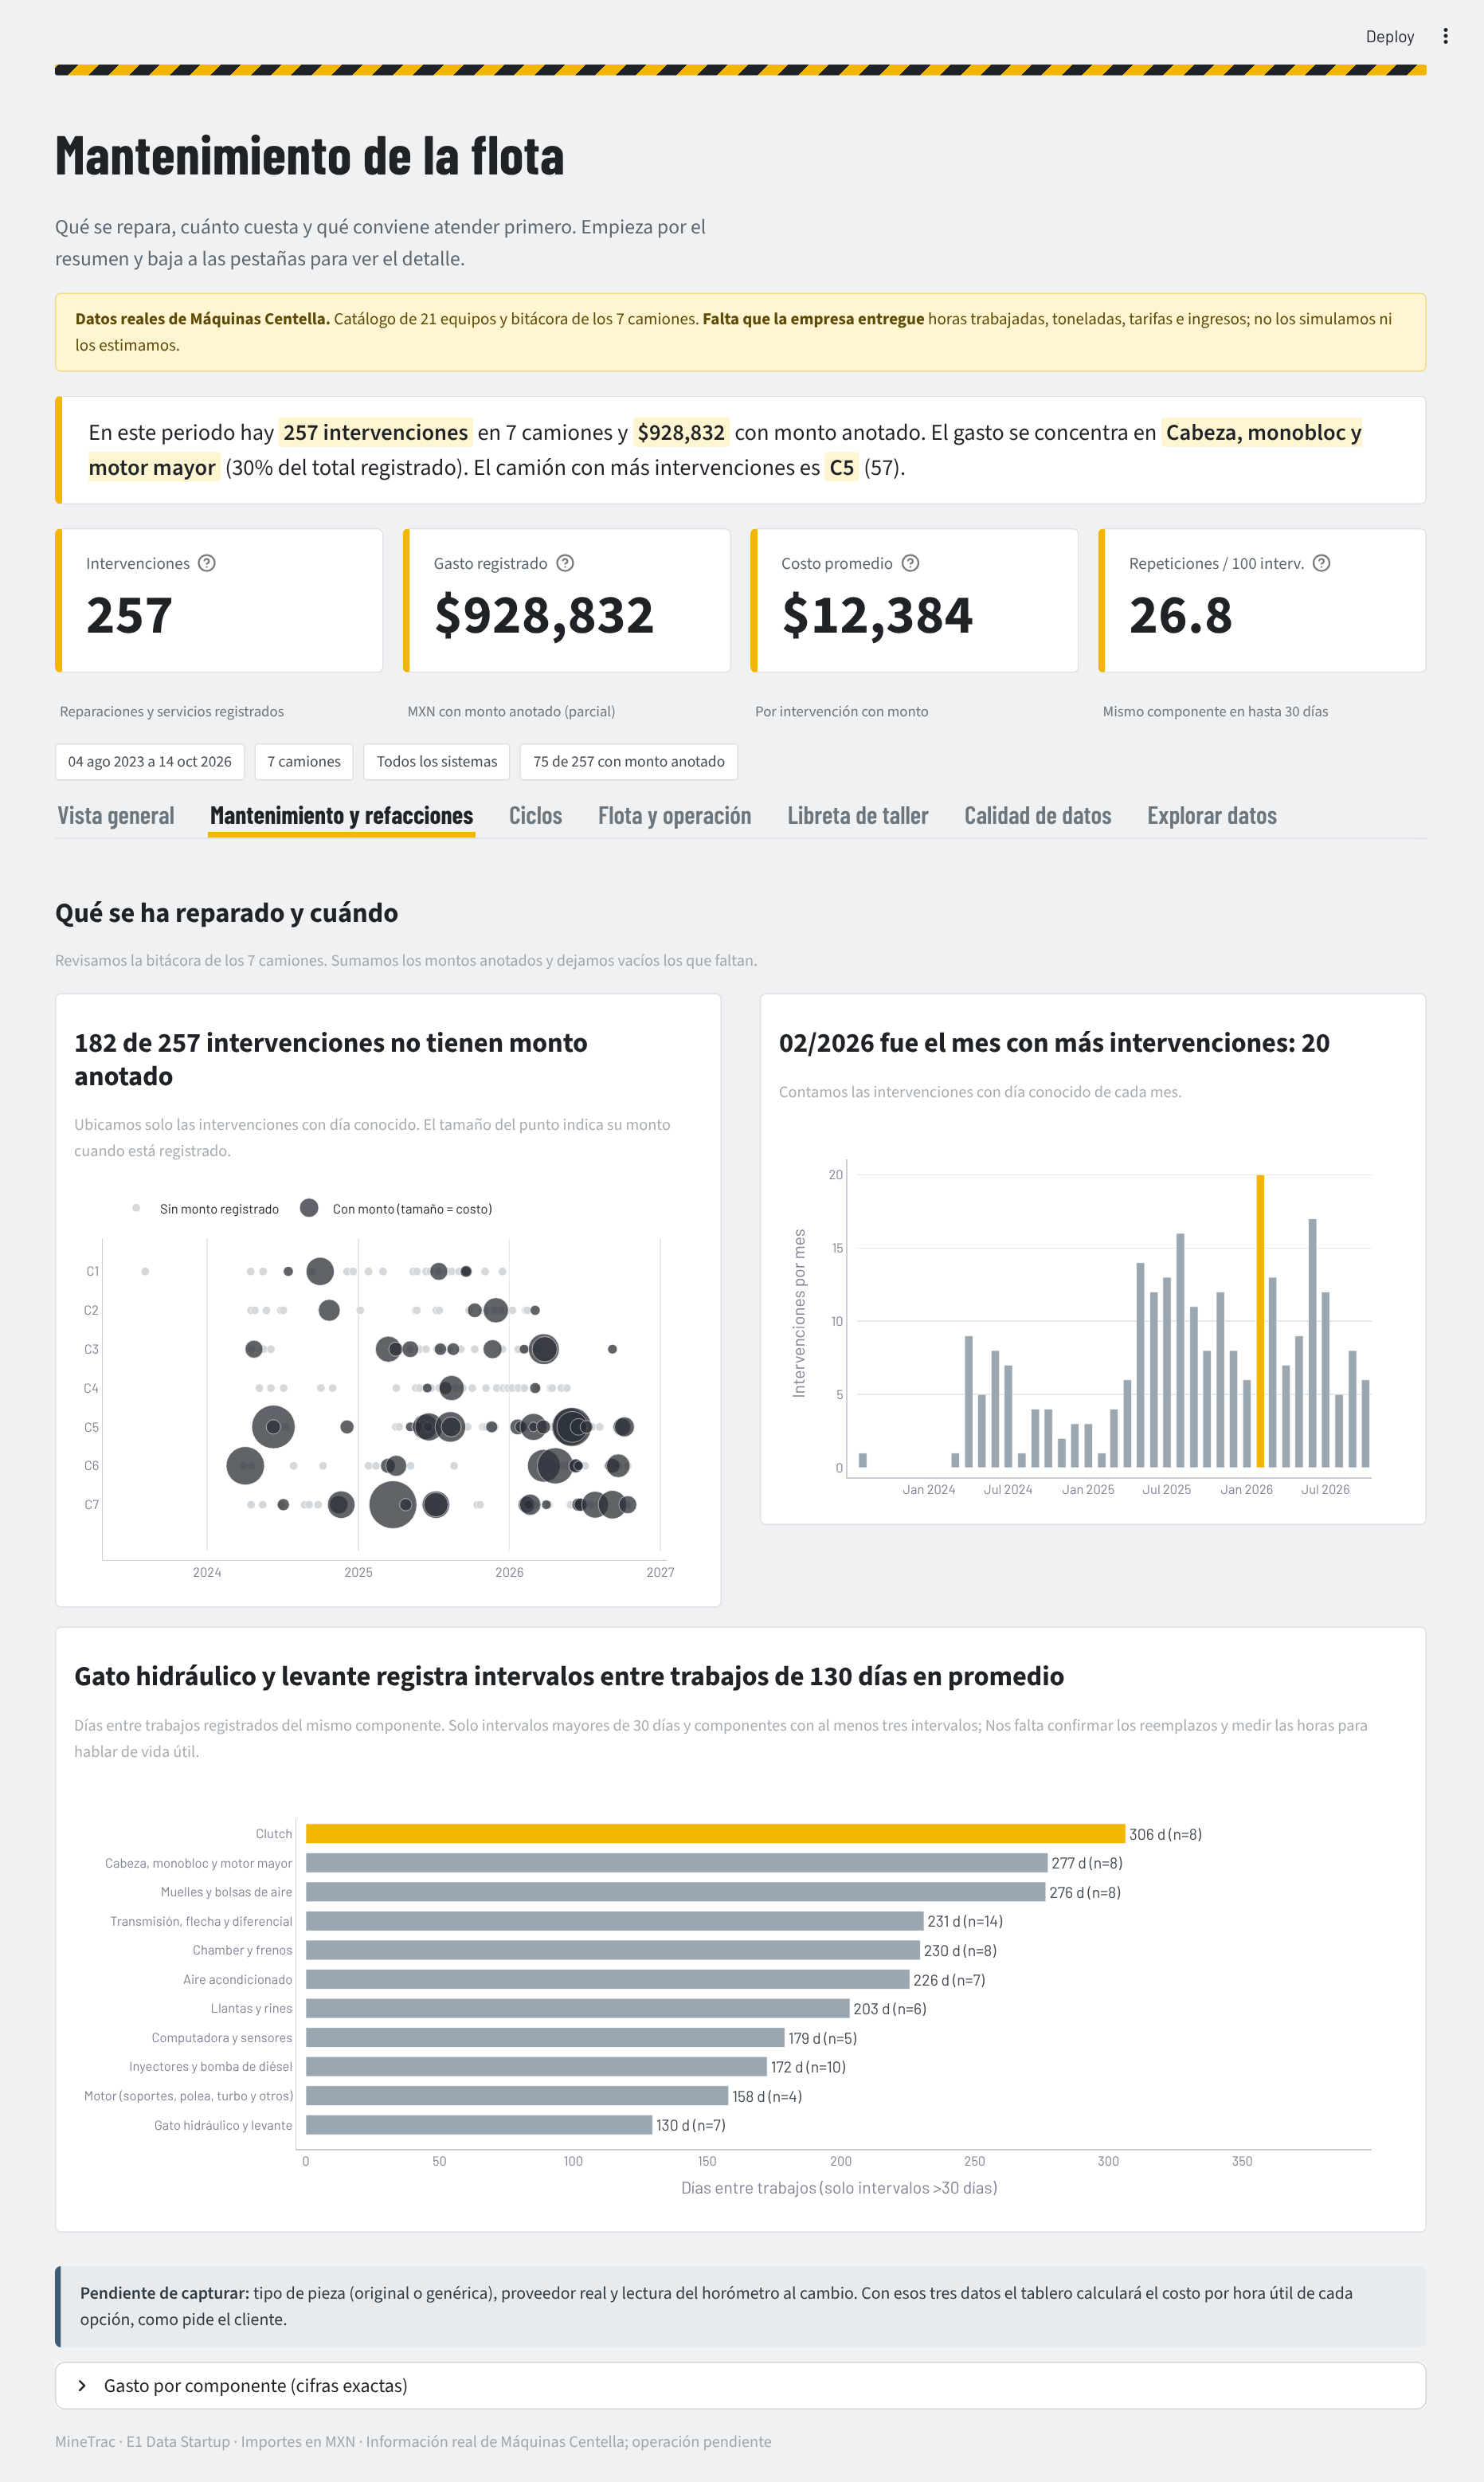 Deploy
Mantenimiento de la flota
Qué se repara, cuánto cuesta y qué conviene atender primero. Empieza por el
resumen y baja a las pestañas para ver el detalle.
Datos reales de Máquinas Centella. Catálogo de 21 equipos y bitácora de los 7 camiones. Falta que la empresa entregue horas trabajadas, toneladas, tarifas e ingresos; no los simulamos ni
los estimamos.
En este periodo hay 257 intervenciones en 7 camiones y $928,832 con monto anotado. El gasto se concentra en Cabeza, monobloc y
motor mayor (30% del total registrado). El camión con más intervenciones es C5 (57).
Intervenciones
257
Reparaciones y servicios registrados
Gasto registrado
$928,832
MXN con monto anotado (parcial)
Costo promedio
$12,384
Por intervención con monto
Repeticiones / 100 interv.
26.8
Mismo componente en hasta 30 días
04 ago 2023 a 14 oct 2026
7 camiones
Todos los sistemas
75 de 257 con monto anotado
Vista general
Mantenimiento y refacciones
Ciclos
Flota y operación
Libreta de taller
Calidad de datos
Explorar datos
Qué se ha reparado y cuándo
Revisamos la bitácora de los 7 camiones. Sumamos los montos anotados y dejamos vacíos los que faltan.
182 de 257 intervenciones no tienen monto
anotado
Ubicamos solo las intervenciones con día conocido. El tamaño del punto indica su monto
cuando está registrado.
Sin monto registrado
Con monto (tamaño = costo)
C1
C2
C3
C4
C5
C6
C7
2024
2025
2026
2027
02/2026 fue el mes con más intervenciones: 20
Contamos las intervenciones con día conocido de cada mes.
Intervenciones por mes
20
15
10
5
0
Jan 2024
Jul 2024
Jan 2025
Jul 2025
Jan 2026
Jul 2026
Gato hidráulico y levante registra intervalos entre trabajos de 130 días en promedio
Días entre trabajos registrados del mismo componente. Solo intervalos mayores de 30 días y componentes con al menos tres intervalos; Nos falta confirmar los reemplazos y medir las horas para
hablar de vida útil.
Clutch
306 d (n=8)
Cabeza, monobloc y motor mayor
277 d (n=8)
Muelles y bolsas de aire
276 d (n=8)
Transmisión, flecha y diferencial
231 d (n=14)
Chamber y frenos
230 d (n=8)
Aire acondicionado
226 d (n=7)
Llantas y rines
203 d (n=6)
Computadora y sensores
179 d (n=5)
Inyectores y bomba de diésel
172 d (n=10)
Motor (soportes, polea, turbo y otros)
158 d (n=4)
Gato hidráulico y levante
130 d (n=7)
0
50
100
150
200
250
300
350
Días entre trabajos (solo intervalos >30 días)
Pendiente de capturar: tipo de pieza (original o genérica), proveedor real y lectura del horómetro al cambio. Con esos tres datos el tablero calculará el costo por hora útil de cada
opción, como pide el cliente.
Gasto por componente (cifras exactas)
MineTrac · E1 Data Startup · Importes en MXN · Información real de Máquinas Centella; operación pendiente